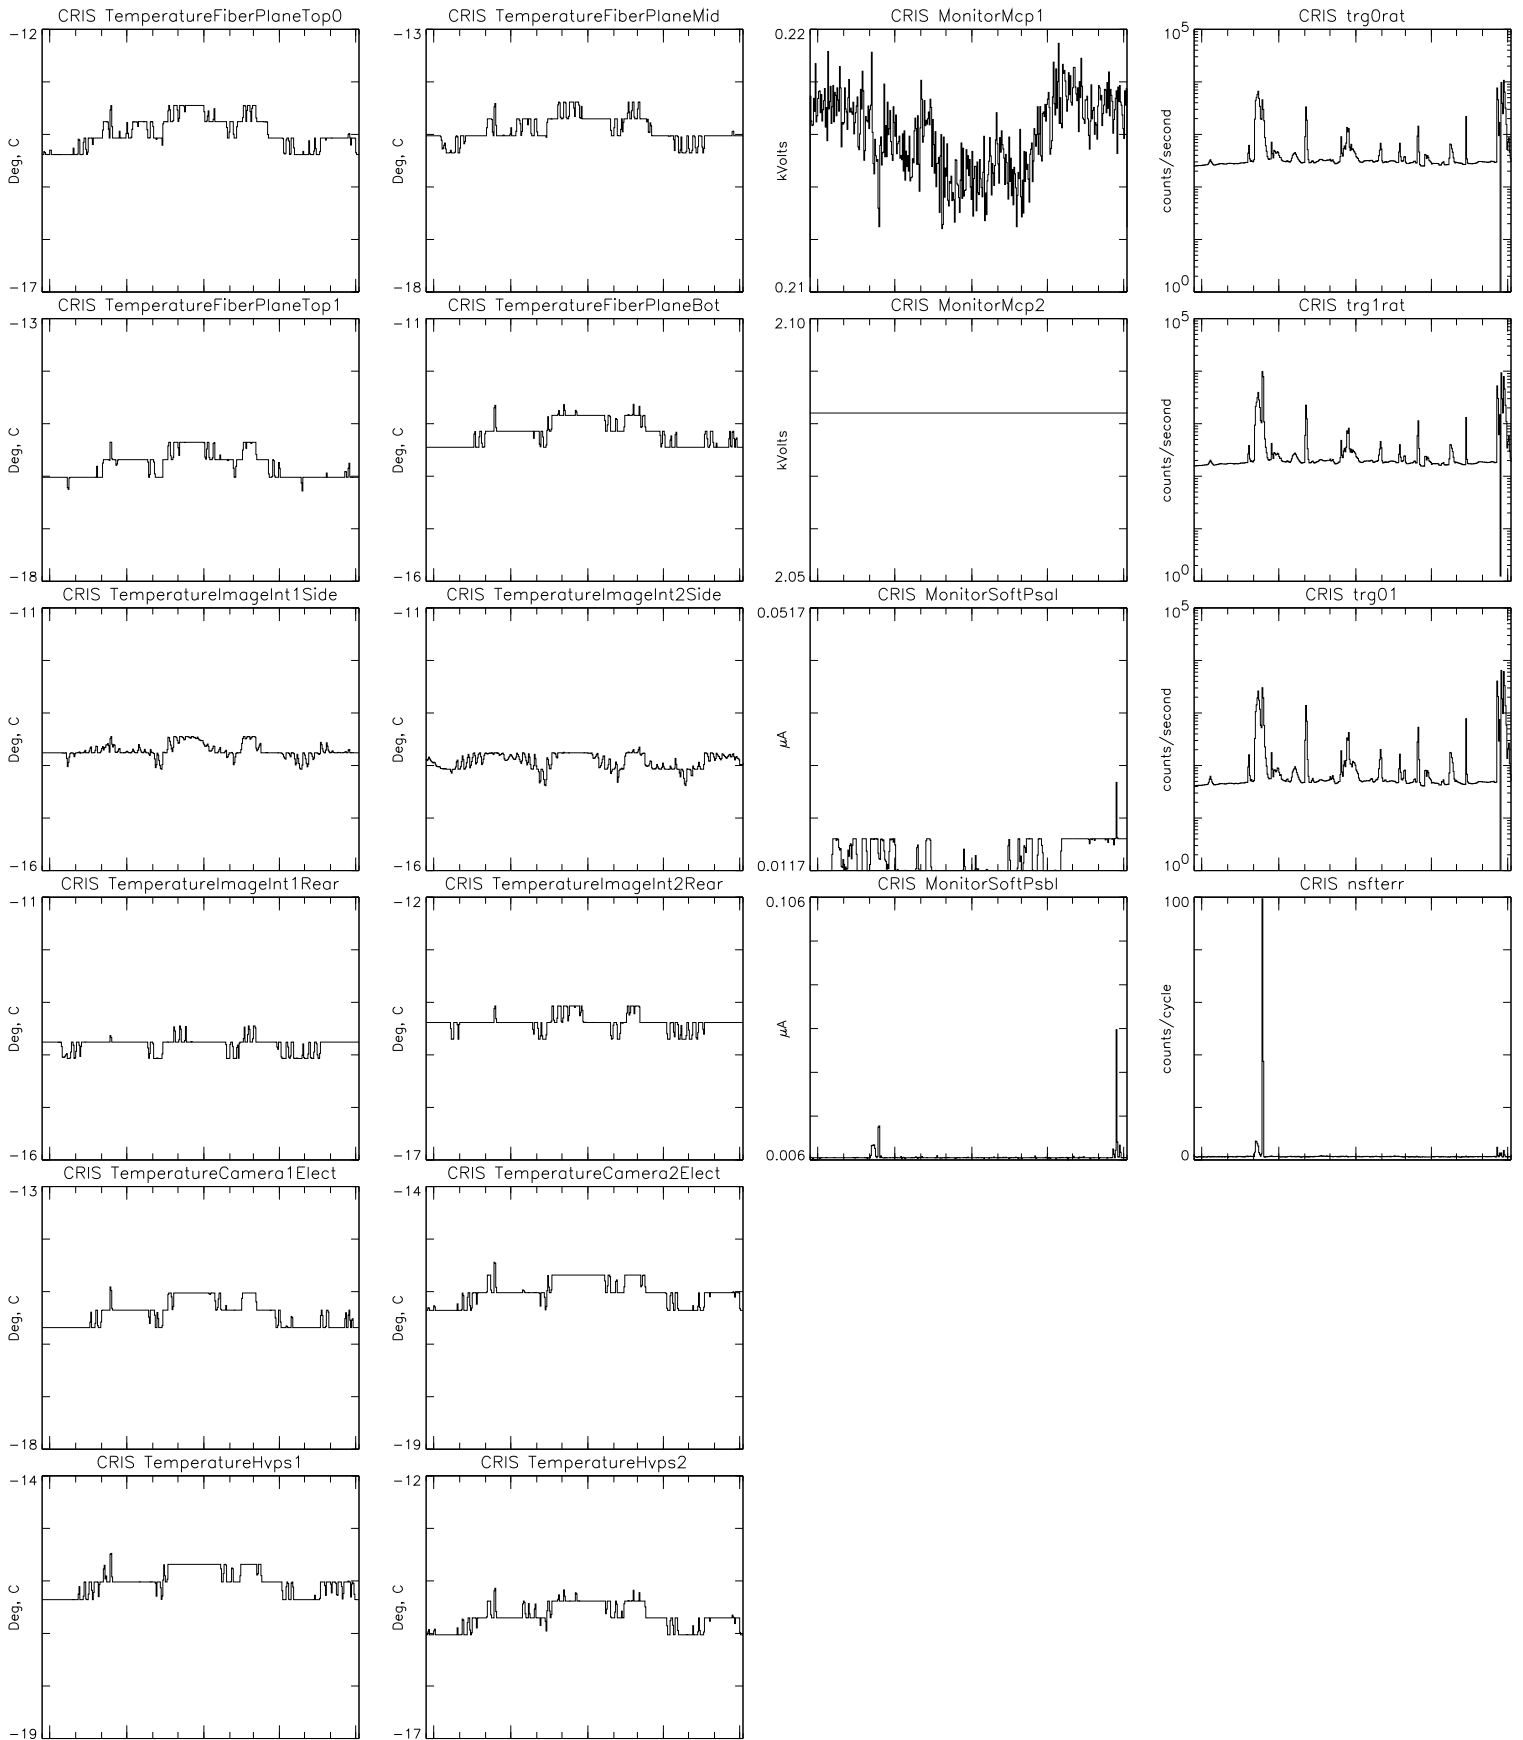 CRIS TemperatureFiberPlaneTop0
-12
Deg, C
-17
CRIS TemperatureFiberPlaneMid
-13
Deg, C
-18
CRIS MonitorMcp1
0.22
kVolts
0.21
CRIS trg0rat
10^5
counts/second
10^0
CRIS TemperatureFiberPlaneTop1
-13
Deg, C
-18
CRIS TemperatureFiberPlaneBot
-11
Deg, C
-16
CRIS MonitorMcp2
2.10
kVolts
2.05
CRIS trg1rat
10^5
counts/second
10^0
CRIS TemperatureImageInt1Side
-11
Deg, C
-16
CRIS TemperatureImageInt2Side
-11
Deg, C
-16
CRIS MonitorSoftPsaI
0.0517
μA
0.0117
CRIS trg01
10^5
counts/second
10^0
CRIS TemperatureImageInt1Rear
-11
Deg, C
-16
CRIS TemperatureImageInt2Rear
-12
Deg, C
-17
CRIS MonitorSoftPsbI
0.106
μA
0.006
CRIS nsfterr
100
counts/cycle
0
CRIS TemperatureCamera1Elect
-13
Deg, C
-18
CRIS TemperatureCamera2Elect
-14
Deg, C
-19
CRIS TemperatureHvps1
-14
Deg, C
-19
CRIS TemperatureHvps2
-12
Deg, C
-17